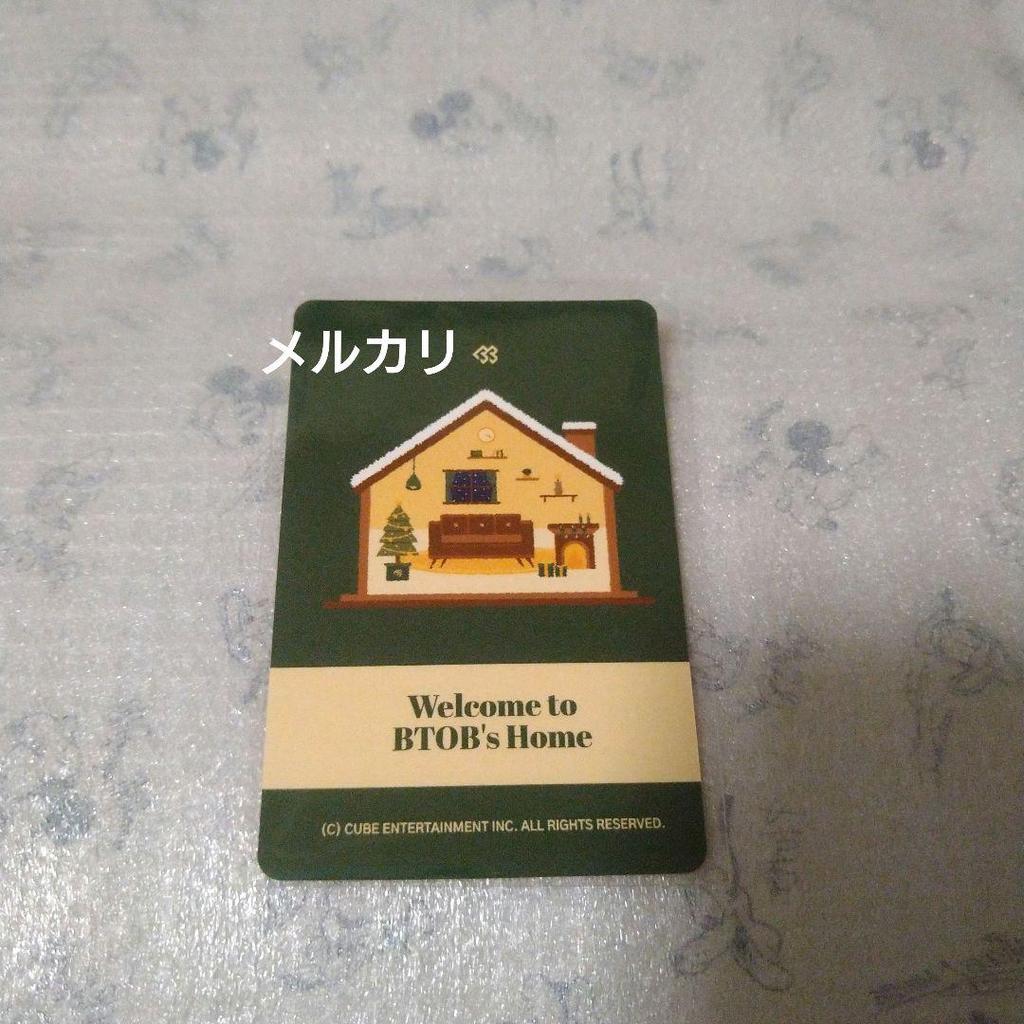 メルカリ
Welcome to
BTOB's Home
(C) CUBE ENTERTAINMENT INC. ALL RIGHTS RESERVED.